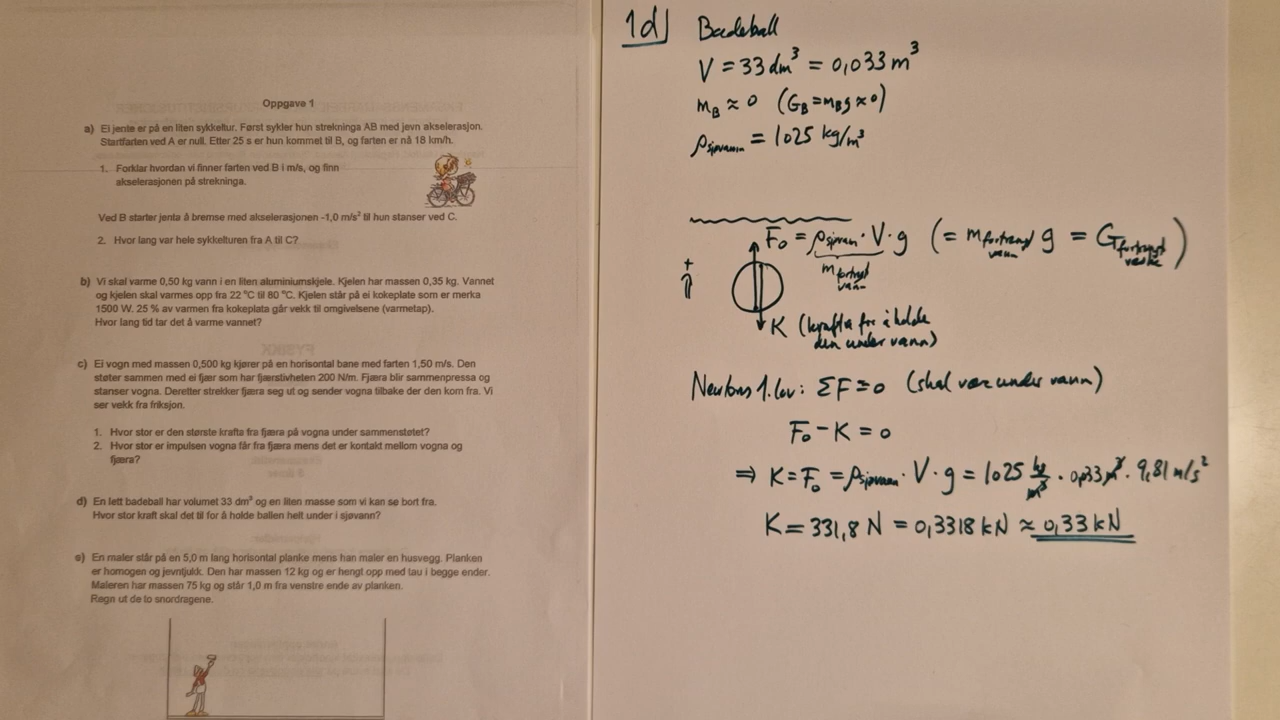 Oppgave 1
a) Ei jente er på en liten sykkeltur. Først sykler hun strekninga AB med jevn akselerasjon.
Startfarten ved A er null. Etter 25 s er hun kommet til B, og farten er nå 18 km/h.
1. Forklar hvordan vi finner farten ved B i m/s, og finn
akselerasjonen på strekninga.
Ved B starter jenta å bremse med akselerasjonen -1,0 m/s² til hun stanser ved C.
2. Hvor lang var hele sykkelturen fra A til C?
b) Vi skal varme 0,50 kg vann i en liten aluminiumskjele. Kjelen har massen 0,35 kg. Vannet
og kjelen skal varmes opp fra 22 °C til 80 °C. Kjelen står på ei kokeplate som er merka
1500 W. 25 % av varmen fra kokeplata går vekk til omgivelsene (varmetap).
Hvor lang tid tar det å varme vannet?
c) Ei vogn med massen 0,500 kg kjører på en horisontal bane med farten 1,50 m/s. Den
støter sammen med ei fjær som har fjærstivheten 200 N/m. Fjæra blir sammenpressa og
stanser vogna. Deretter strekker fjæra seg ut og sender vogna tilbake der den kom fra. Vi
ser vekk fra friksjon.
1. Hvor stor er den største krafta fra fjæra på vogna under sammenstøtet?
2. Hvor stor er impulsen vogna får fra fjæra mens det er kontakt mellom vogna og
fjæra?
d) En lett badeball har volumet 33 dm³ og en liten masse som vi kan se bort fra.
Hvor stor kraft skal det til for å holde ballen helt under i sjøvann?
e) En maler står på en 5,0 m lang horisontal planke mens han maler en husvegg. Planken
er homogen og jevntjukk. Den har massen 12 kg og er hengt opp med tau i begge ender.
Maleren har massen 75 kg og står 1,0 m fra venstre ende av planken.
Regn ut de to snordragene.
1d) Badeball
V = 33 dm³ = 0,033 m³
m_B ≈ 0 (G_B = m_B g ≈ 0)
ρ_sjøvann = 1025 kg/m³
F_o = ρ_sjøvann · V · g (= m_fortrengt vann g = G_fortrengt væske)
m_fortrengt vann
+
K (krafta for å holde
den under vann)
Newtons 1. lov: ΣF = 0 (skal være under vann)
F_o - K = 0
⇒ K = F_o = ρ_sjøvann · V · g = 1025 kg/m³ · 0,033 m³ · 9,81 m/s²
K = 331,8 N = 0,3318 kN ≈ 0,33 kN